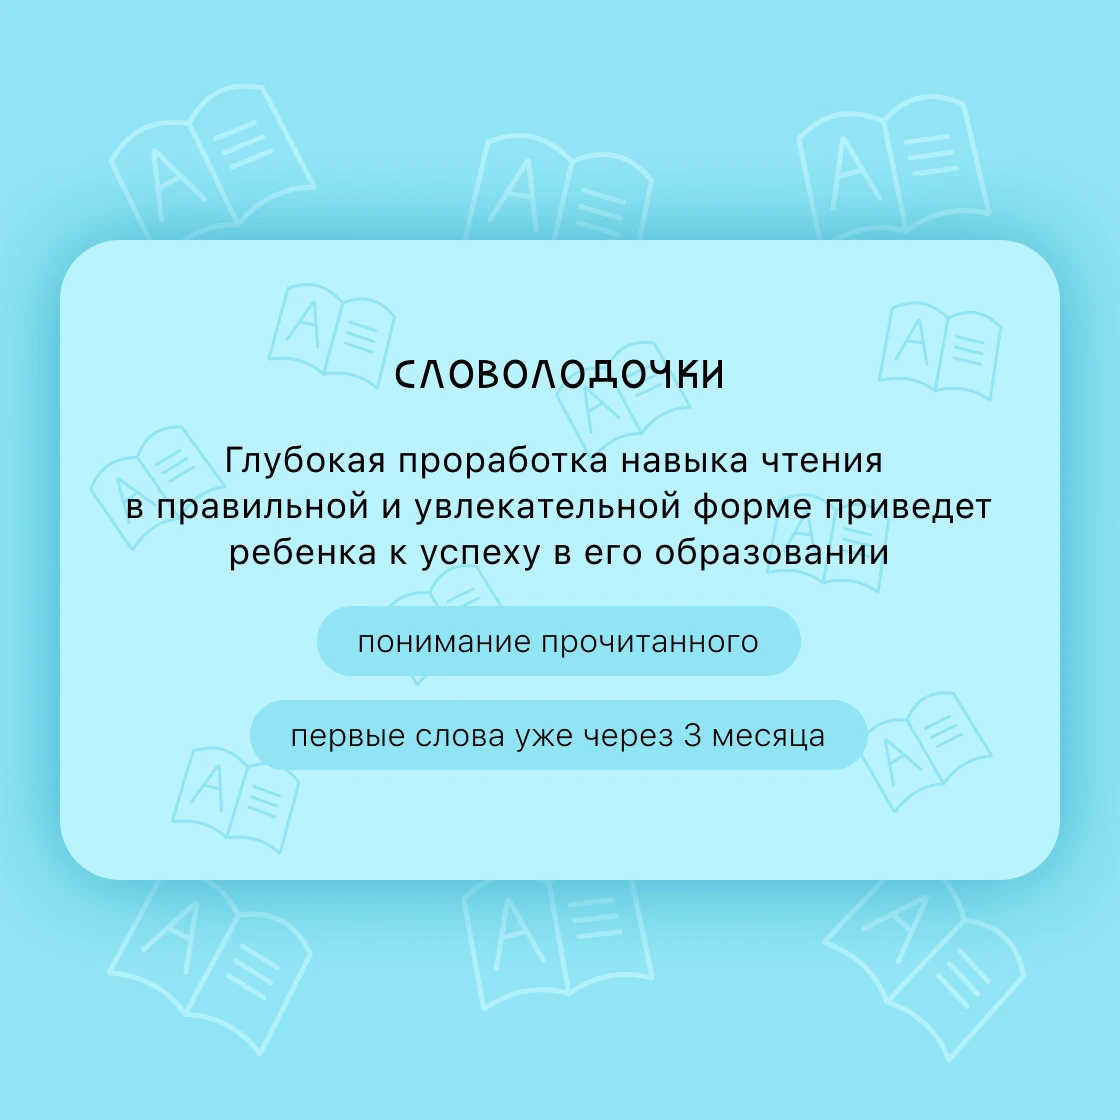 СЛОВОЛОДОЧКИ
Глубокая проработка навыка чтения
в правильной и увлекательной форме приведет
ребенка к успеху в его образовании
понимание прочитанного
первые слова уже через 3 месяца